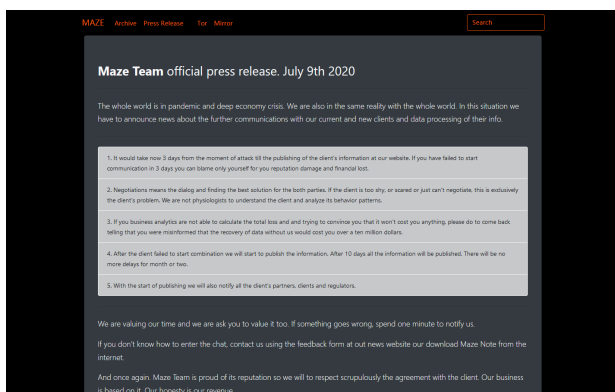 MAZE Archive Press Release Tor Mirror Search
Maze Team official press release. July 9th 2020
The whole world is in pandemic and deep economy crisis. We are also in the same reality with the whole world. In this situation we
have to announce news about the further communications with our current and new clients and data processing of their info.
1. It would take now 3 days from the moment of attack till the publishing of the client's information at our website. If you have failed to start
communication in 3 days you can blame only yourself for you reputation damage and financial lost.
2. Negotiations means the dialog and finding the best solution for the both parties. If the client is too shy, or scared or just can't negotiate, this is exclusively
the client's problem. We are not physiologists to understand the client and analyze its behavior patterns.
3. If you business analytics are not able to calculate the total loss and and trying to convince you that it won't cost you anything, please do to come back
telling that you were misinformed that the recovery of data without us would cost you over a ten million dollars.
4. After the client failed to start combination we will start to publish the information. After 10 days all the information will be published. There will be no
more delays for month or two.
5. With the start of publishing we will also notify all the client's partners, clients and regulators.
We are valuing our time and we are ask you to value it too. If something goes wrong, spend one minute to notify us.
If you don't know how to enter the chat, contact us using the feedback form at out news website our download Maze Note from the
internet.
And once again. Maze Team is proud of its reputation so we will to respect scrupulously the agreement with the client. Our business
is based on it. Our honesty is our revenue.